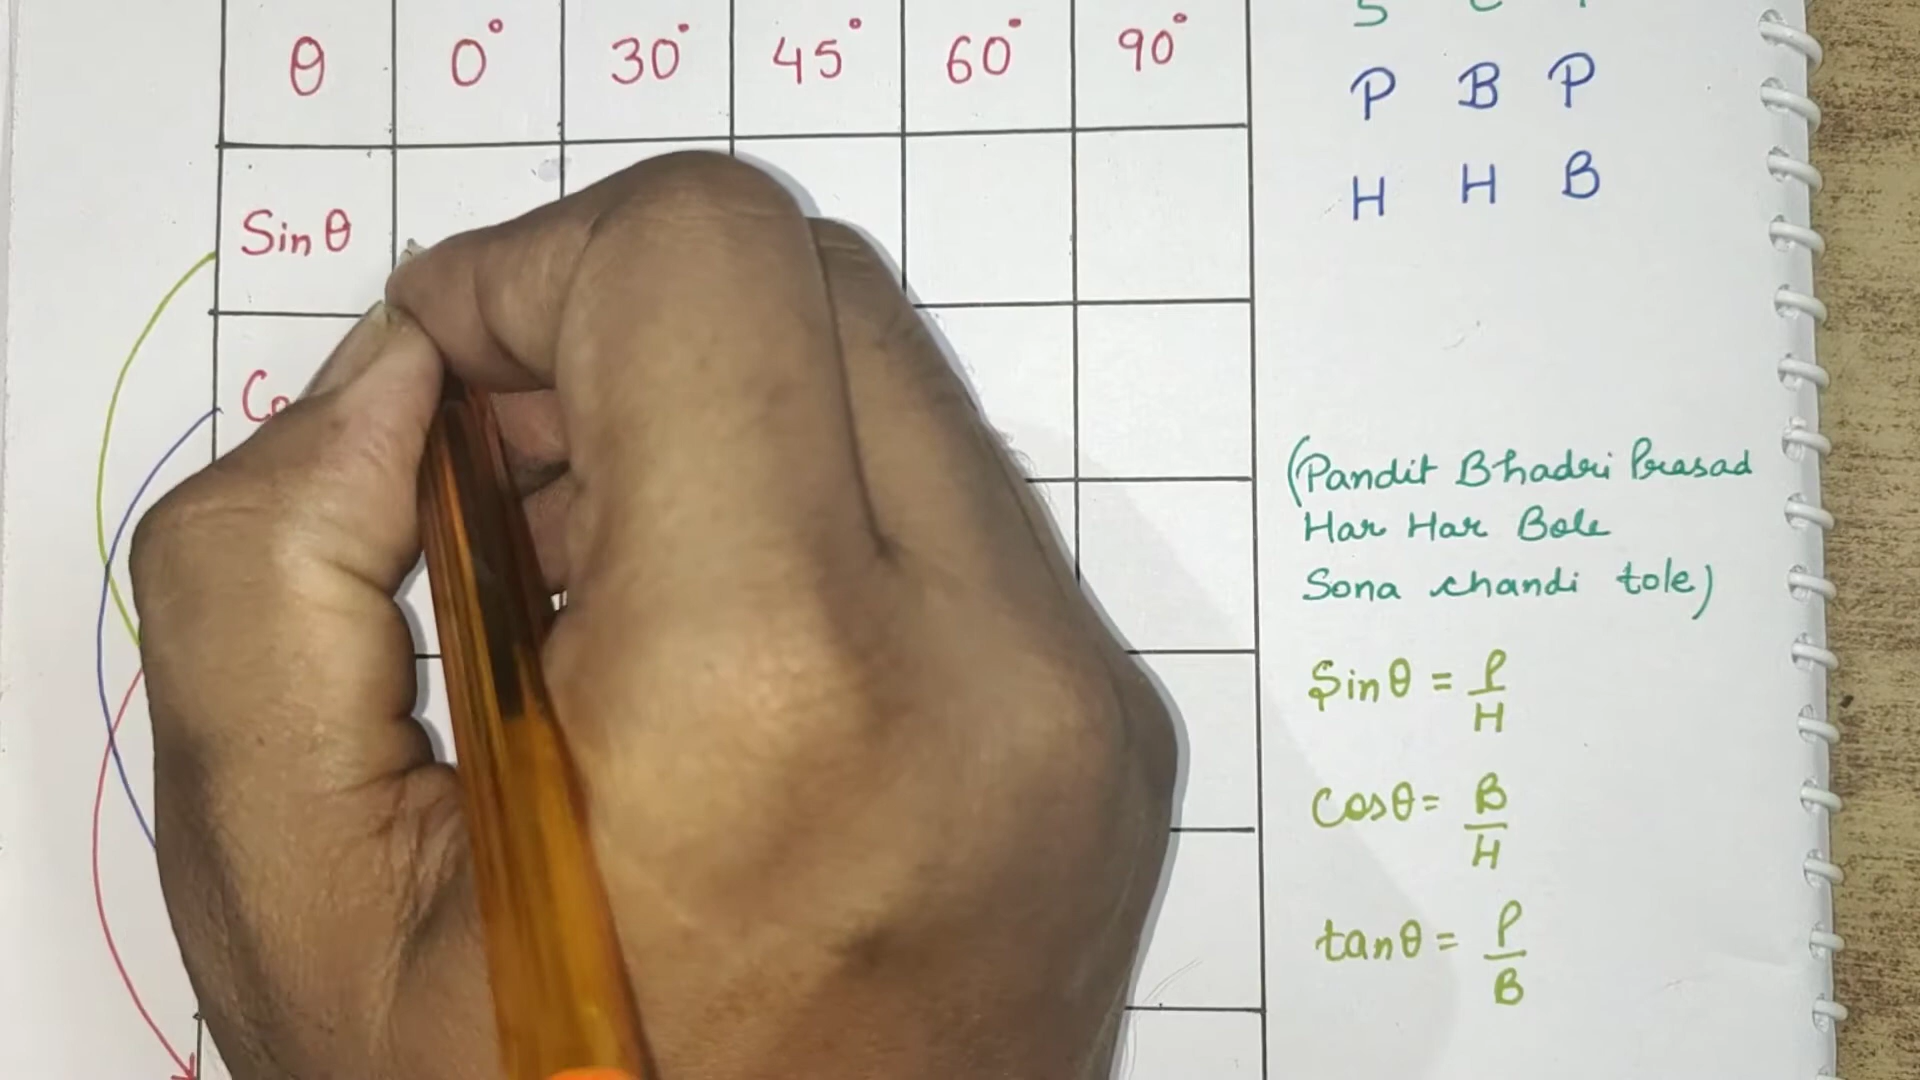 θ 0° 30° 45° 60° 90°
Sin θ
P B P
H H B
(Pandit Bhadri Prasad
Har Har Bole
Sona chandi tole)
Sin θ = P/H
Cos θ = B/H
tan θ = P/B